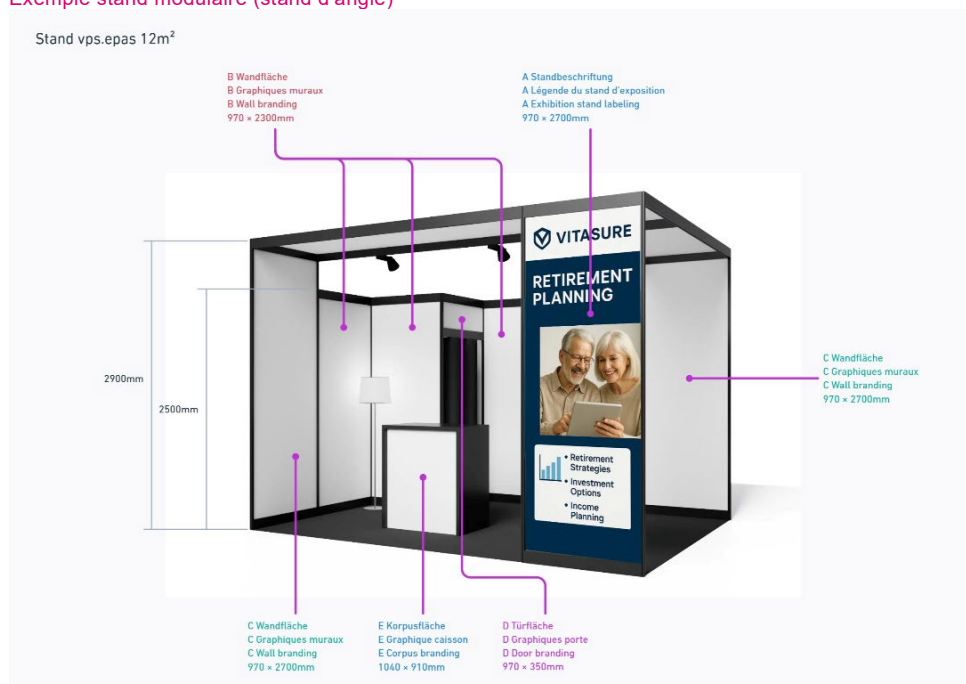 Exemple stand modulaire (stand d'angle)
Stand vps.epas 12m²
B Wandfläche
B Graphiques muraux
B Wall branding
970 × 2300mm
A Standbeschriftung
A Légende du stand d'exposition
A Exhibition stand labeling
970 × 2700mm
VITASURE
RETIREMENT
PLANNING
2900mm
2500mm
C Wandfläche
C Graphiques muraux
C Wall branding
970 × 2700mm
• Retirement
Strategies
• Investment
Options
• Income
Planning
C Wandfläche
C Graphiques muraux
C Wall branding
970 × 2700mm
E Korpusfläche
E Graphique caisson
E Corpus branding
1040 × 910mm
D Türfläche
D Graphiques porte
D Door branding
970 × 350mm